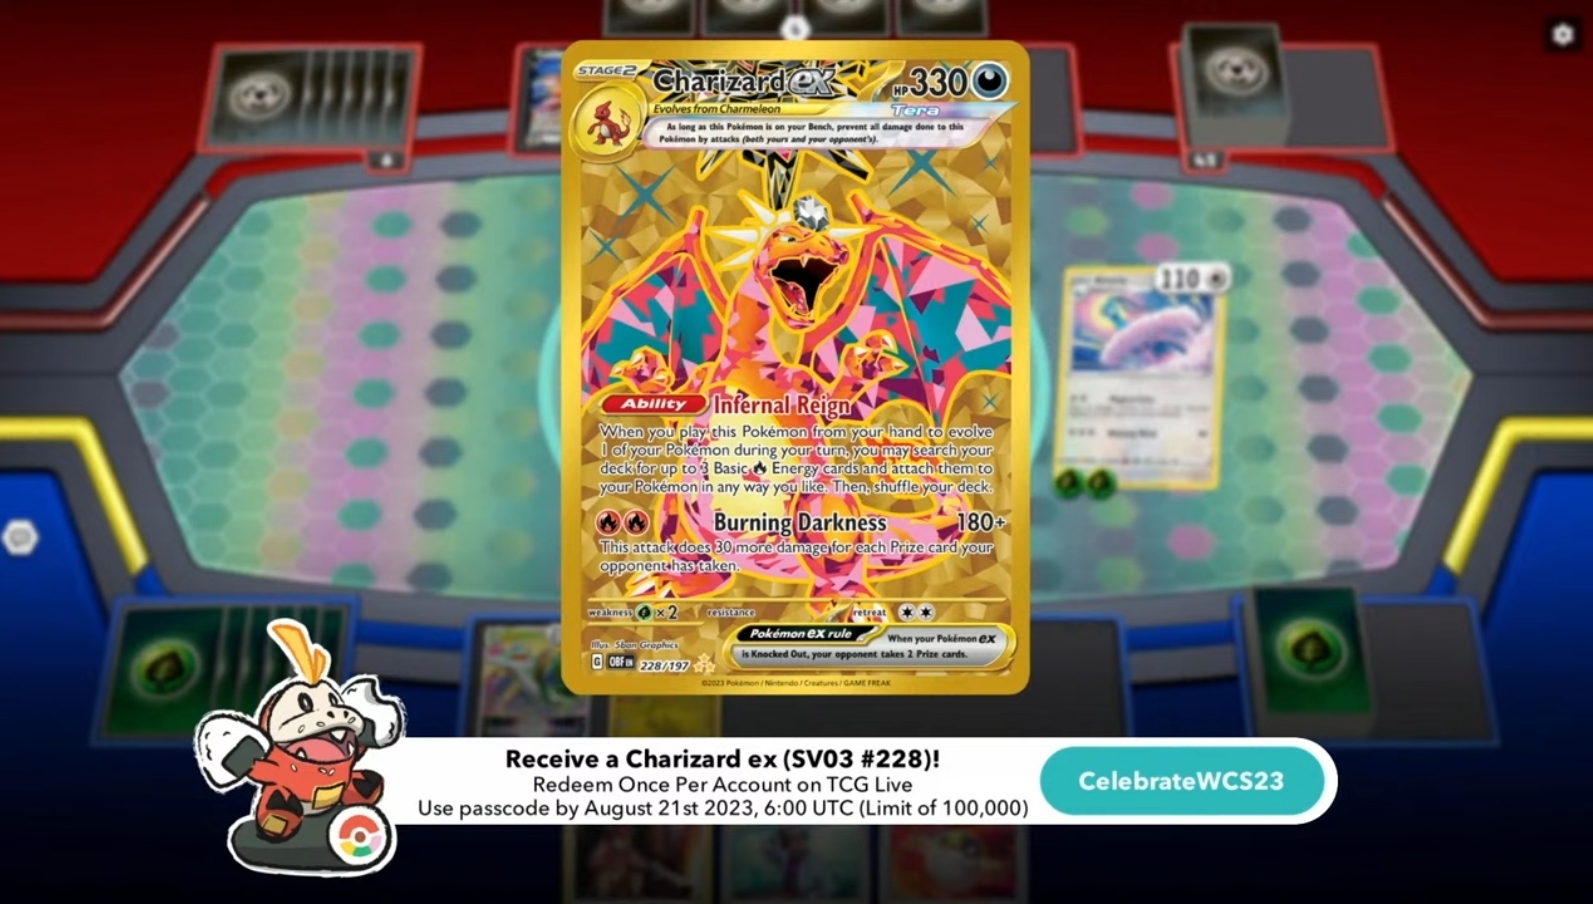 STAGE2
Charizard ex
HP 330
Evolves from Charmeleon
Tera
As long as this Pokémon is on your Bench, prevent all damage done to this
Pokémon by attacks (both yours and your opponent's).
110
Ability Infernal Reign
When you play this Pokémon from your hand to evolve
1 of your Pokémon during your turn, you may search your
deck for up to 3 Basic Energy cards and attach them to
your Pokémon in any way you like. Then, shuffle your deck.
Burning Darkness 180+
This attack does 30 more damage for each Prize card your
opponent has taken.
weakness ×2 resistance retreat
Pokémon ex rule
When your Pokémon ex
is Knocked Out, your opponent takes 2 Prize cards.
Illus. 5ban Graphics
G OBF EN 228/197
©2023 Pokémon / Nintendo / Creatures / GAME FREAK
Receive a Charizard ex (SV03 #228)!
Redeem Once Per Account on TCG Live
Use passcode by August 21st 2023, 6:00 UTC (Limit of 100,000)
CelebrateWCS23